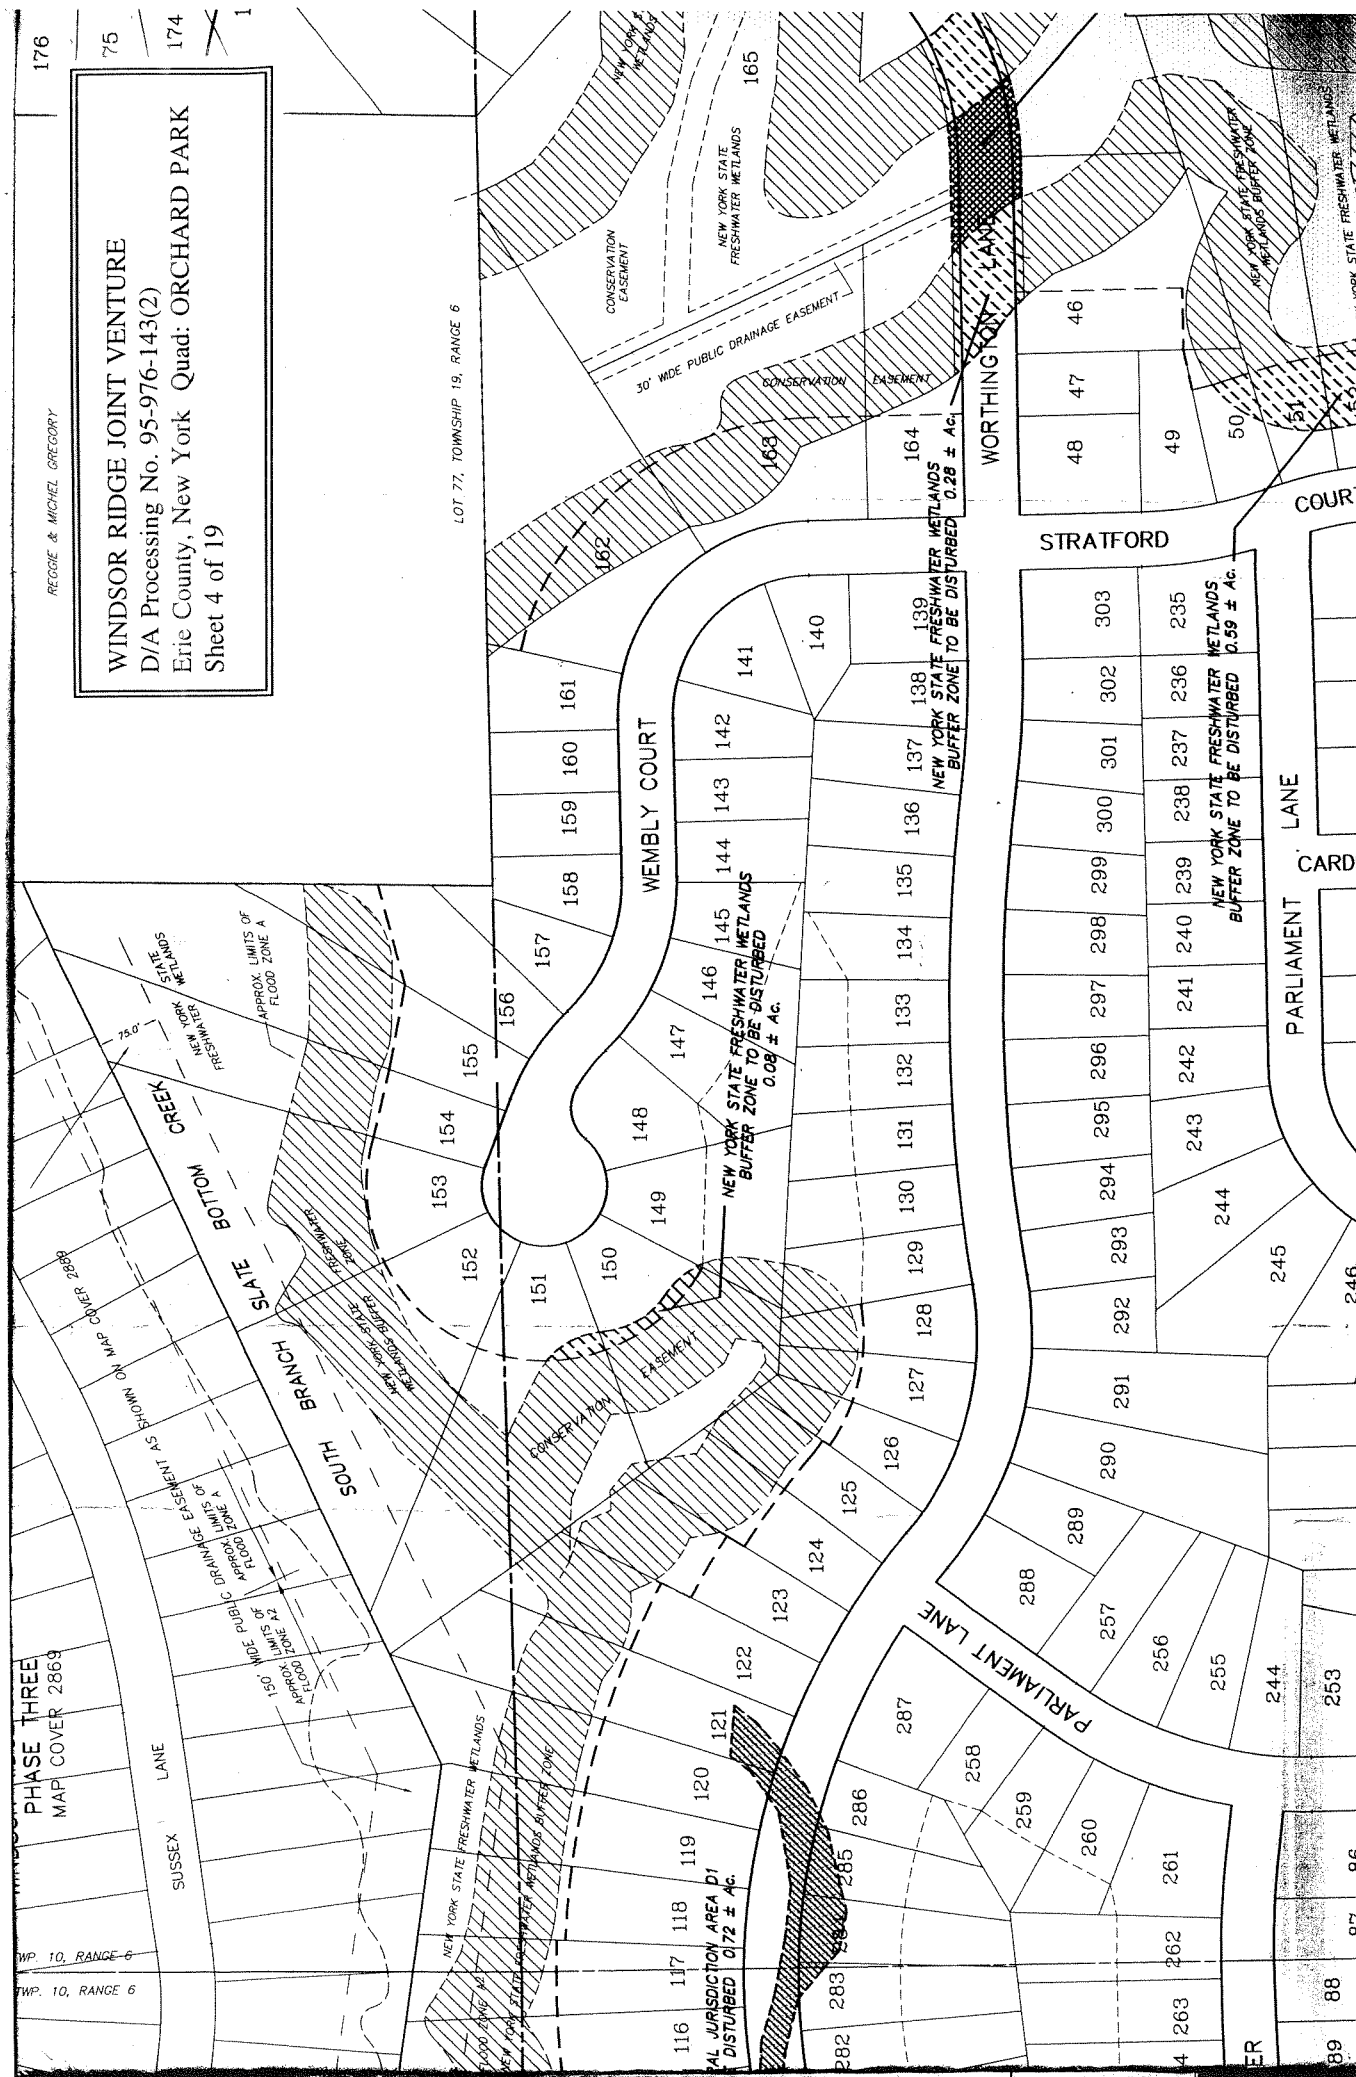 WINDSOR RIDGE JOINT VENTURE
D/A Processing No. 95-976-143(2)
Erie County, New York Quad: ORCHARD PARK
Sheet 4 of 19
176
75
174
REGGIE & MICHEL GREGORY
LOT 77, TOWNSHIP 19, RANGE 6
PHASE THREE
MAP COVER 2869
SUSSEX LANE
WP. 10, RANGE 6
TWP. 10, RANGE 6
150' WIDE PUBLIC DRAINAGE EASEMENT AS SHOWN ON MAP COVER 2869
APPROX. LIMITS OF
FLOOD ZONE A
APPROX. LIMITS OF
FLOOD ZONE A2
SOUTH BRANCH SLATE BOTTOM CREEK
75.0'
NEW YORK STATE
FRESHWATER WETLANDS
APPROX. LIMITS OF
FLOOD ZONE A
NEW YORK STATE FRESHWATER
WETLANDS BUFFER ZONE
NEW YORK STATE FRESHWATER WETLANDS
FLOOD ZONE A2
NEW YORK STATE FRESHWATER WETLANDS BUFFER ZONE
CONSERVATION EASEMENT
NEW YORK STATE FRESHWATER WETLANDS
BUFFER ZONE TO BE DISTURBED
0.08 ± Ac.
WEMBLY COURT
152
153
154
155
156
157
158
159
160
161
162
163
164
165
151
150
149
148
147
146
145
144
143
142
141
140
139
138
137
136
135
134
133
132
131
130
129
128
127
126
125
124
123
122
121
120
119
118
117
116
CONSERVATION
EASEMENT
NEW YORK STATE
FRESHWATER WETLANDS
30' WIDE PUBLIC DRAINAGE EASEMENT
CONSERVATION EASEMENT
NEW YORK S
WETLANDS
NEW YORK STATE FRESHWATER WETLANDS
BUFFER ZONE TO BE DISTURBED 0.28 ± Ac.
WORTHINGTON LANE
STRATFORD
COURT
46
47
48
49
50
51
52
NEW YORK STATE FRESHWATER
WETLANDS BUFFER ZONE
YORK STATE FRESHWATER WETLANDS
NEW YORK STATE FRESHWATER WETLANDS
BUFFER ZONE TO BE DISTURBED 0.59 ± Ac.
303
302
301
300
299
298
297
296
295
294
293
292
291
290
289
288
287
286
285
284
283
282
235
236
237
238
239
240
241
242
243
244
245
246
PARLIAMENT LANE
CARD
PARLIAMENT LANE
257
256
255
244
253
258
259
260
261
262
263
4
ER
86
87
88
89
AL JURISDICTION AREA D1
DISTURBED 0.72 ± Ac.